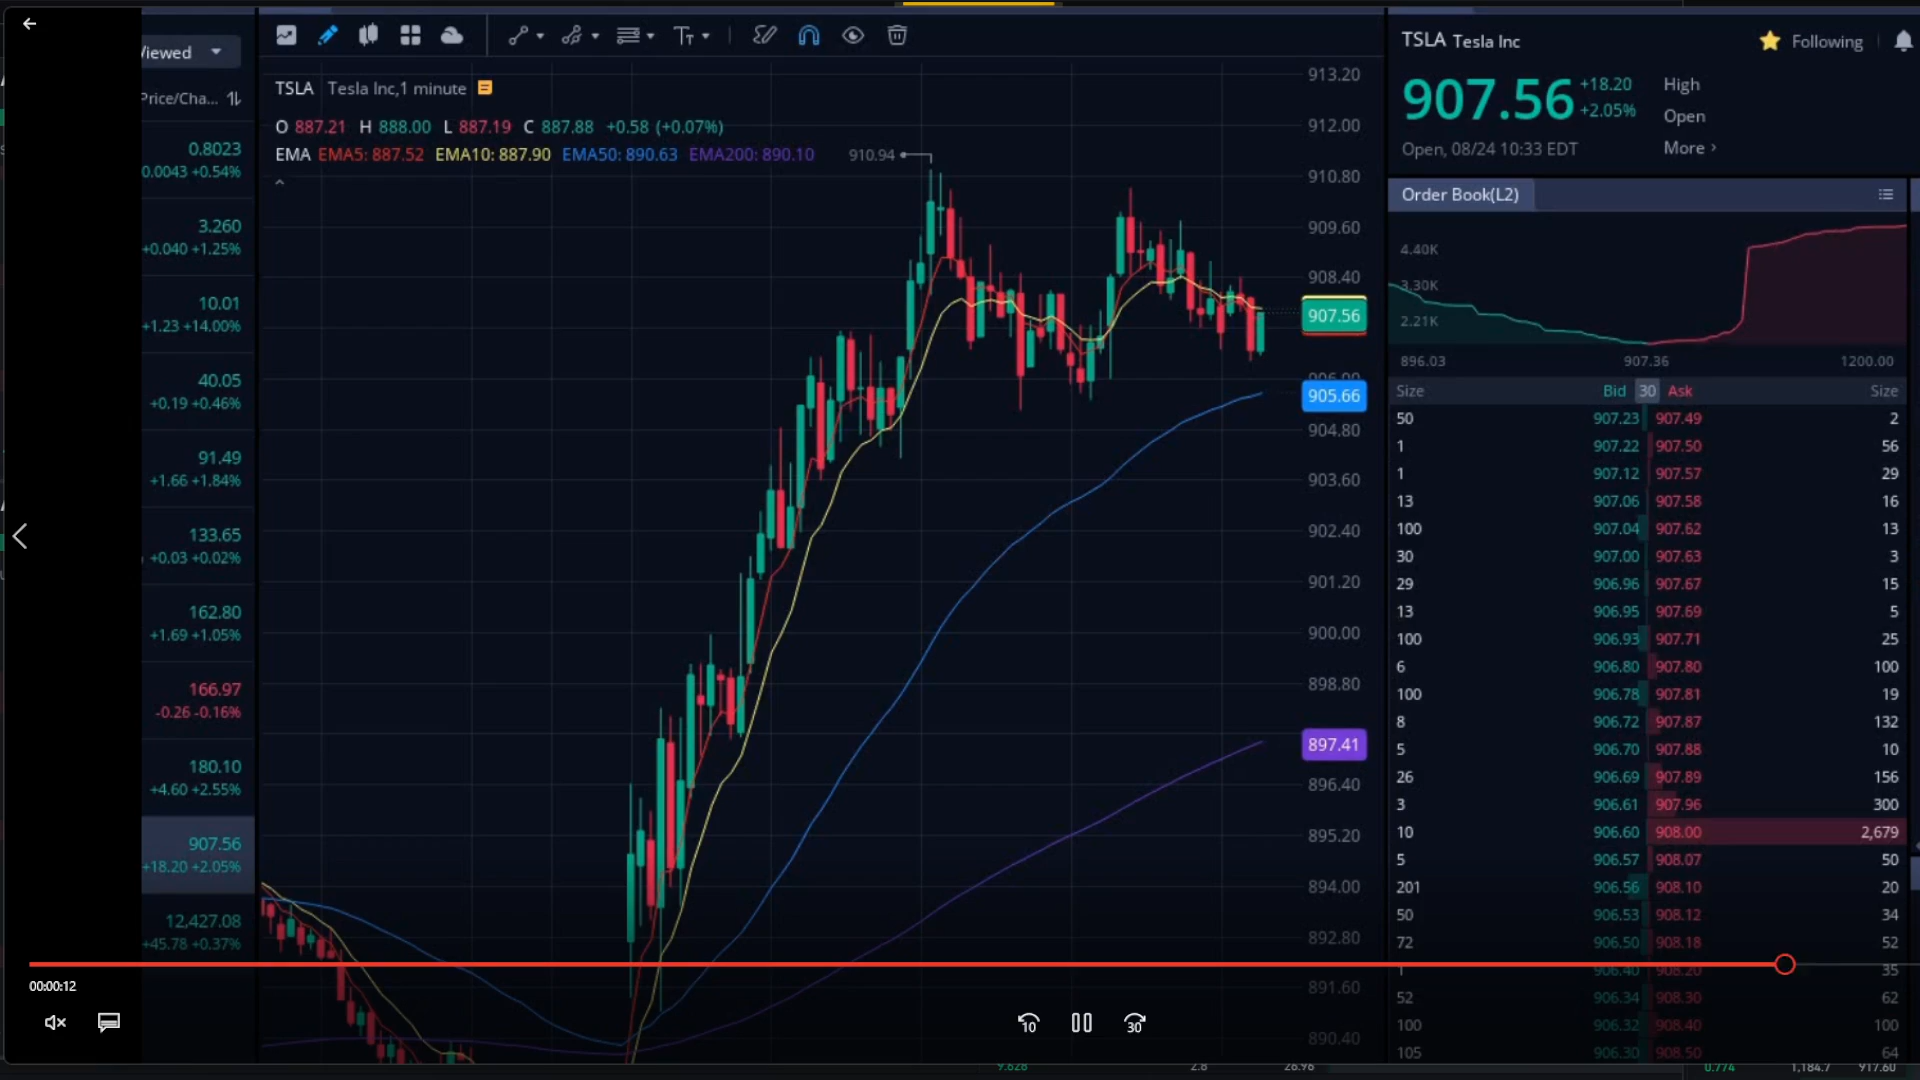 Viewed
Price/Cha...
0.8023
0.0043 +0.54%
3.260
+0.040 +1.25%
10.01
+1.23 +14.00%
40.05
+0.19 +0.46%
91.49
+1.66 +1.84%
133.65
+0.03 +0.02%
162.80
+1.69 +1.05%
166.97
-0.26 -0.16%
180.10
+4.60 +2.55%
907.56
+18.20 +2.05%
12,427.08
+45.78 +0.37%
TSLA Tesla Inc,1 minute
O 887.21 H 888.00 L 887.19 C 887.88 +0.58 (+0.07%)
EMA EMA5: 887.52 EMA10: 887.90 EMA50: 890.63 EMA200: 890.10
910.94
913.20
912.00
910.80
909.60
908.40
907.56
905.66
904.80
903.60
902.40
901.20
900.00
898.80
897.41
896.40
895.20
894.00
892.80
891.60
890.40
TSLA Tesla Inc
Following
907.56 +18.20 +2.05%
High
Open
More >
Open, 08/24 10:33 EDT
Order Book(L2)
4.40K
3.30K
2.21K
896.03 907.36 1200.00
Size Bid 30 Ask Size
50 907.23 907.49 2
1 907.22 907.50 56
1 907.12 907.57 29
13 907.06 907.58 16
100 907.04 907.62 13
30 907.00 907.63 3
29 906.96 907.67 15
13 906.95 907.69 5
100 906.93 907.71 25
6 906.80 907.80 100
100 906.78 907.81 19
8 906.72 907.87 132
5 906.70 907.88 10
26 906.69 907.89 156
3 906.61 907.96 300
10 906.60 908.00 2,679
5 906.57 908.07 50
201 906.56 908.10 20
50 906.53 908.12 34
72 906.50 908.18 52
1 906.40 908.20 35
52 906.34 908.30 62
100 906.32 908.40 100
105 906.30 908.50 64
00:00:12
10
30